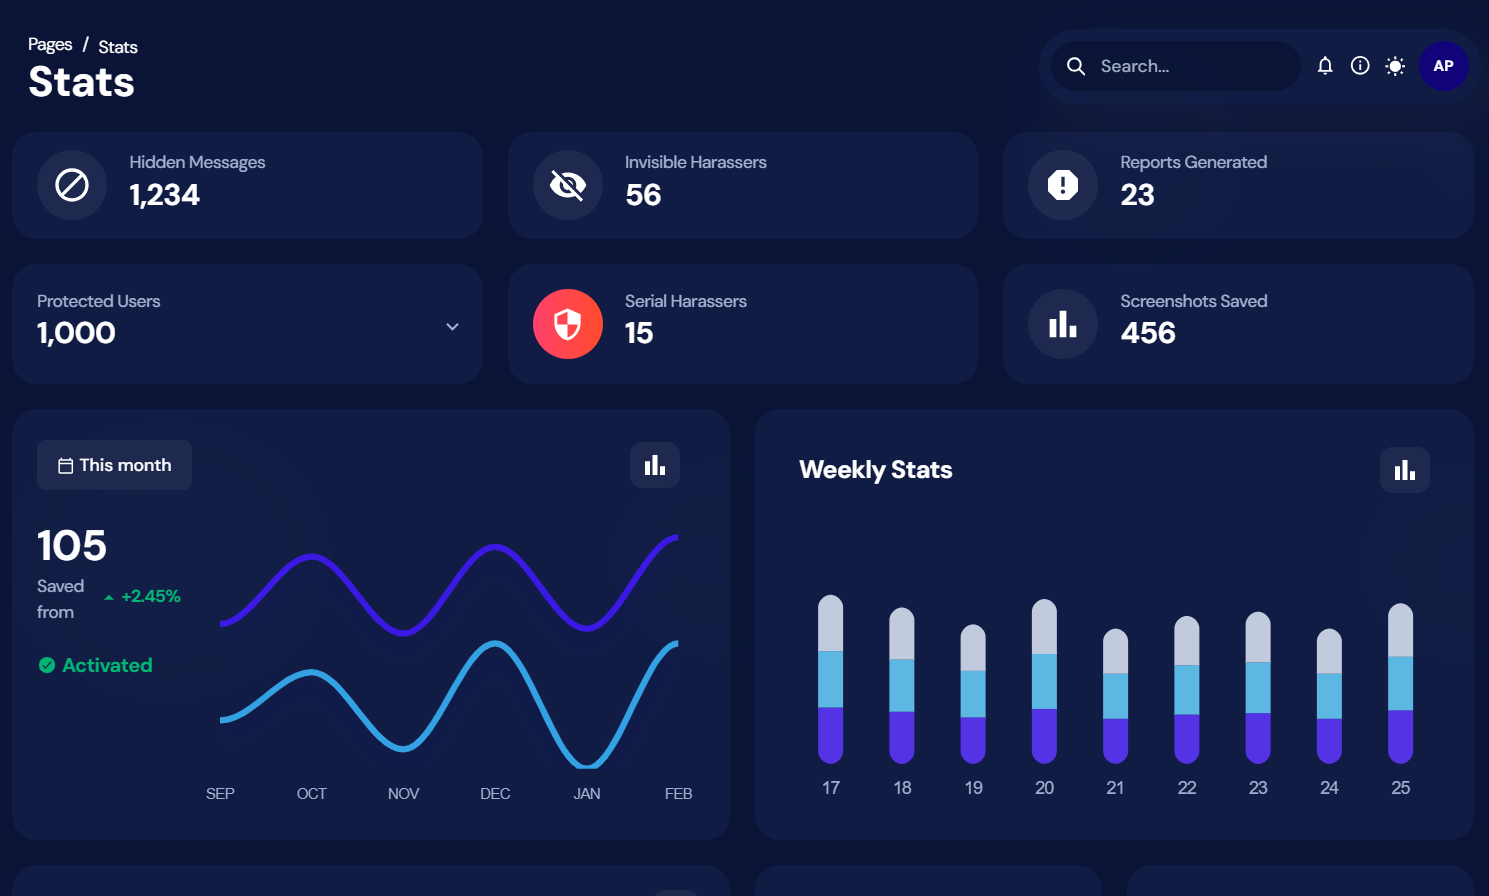 Pages / Stats
Stats
Search...
AP
Hidden Messages
1,234
Invisible Harassers
56
Reports Generated
23
Protected Users
1,000
Serial Harassers
15
Screenshots Saved
456
This month
105
Saved
from
+2.45%
Activated
SEP OCT NOV DEC JAN FEB
Weekly Stats
17 18 19 20 21 22 23 24 25